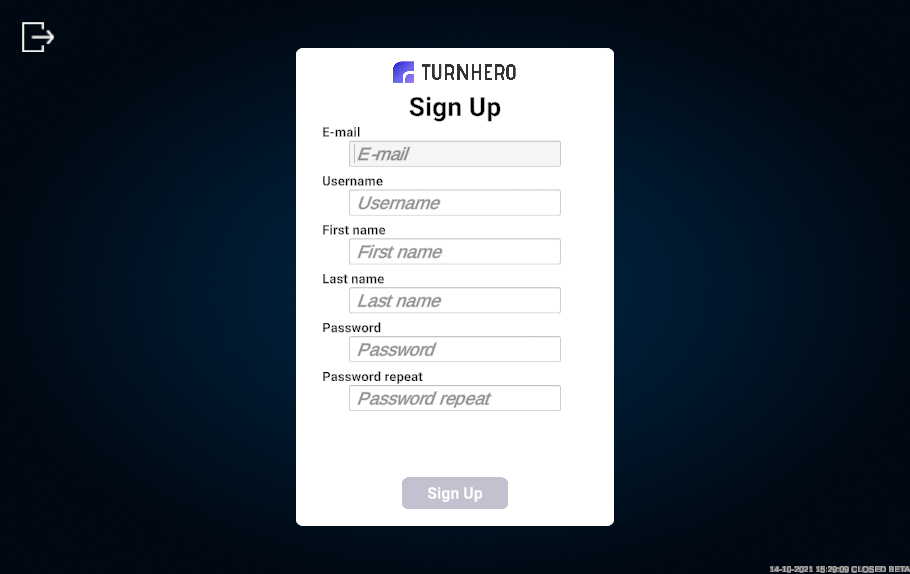 TURNHERO
Sign Up
E-mail
E-mail
Username
Username
First name
First name
Last name
Last name
Password
Password
Password repeat
Password repeat
Sign Up
14-10-2021 15:29:09 CLOSED BETA